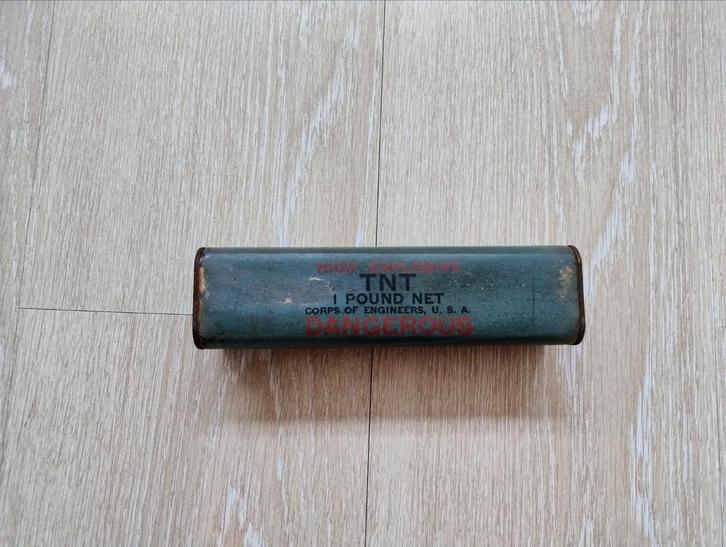 HIGH EXPLOSIVE
TNT
1 POUND NET
CORPS OF ENGINEERS, U. S. A.
DANGEROUS